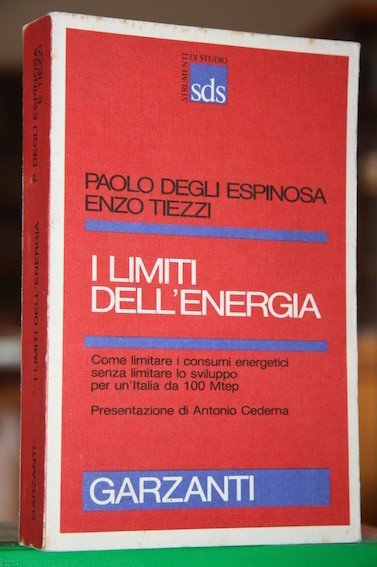 STRUMENTI DI STUDIO
sds
PAOLO DEGLI ESPINOSA
ENZO TIEZZI
I LIMITI
DELL'ENERGIA
Come limitare i consumi energetici
senza limitare lo sviluppo
per un'Italia da 100 Mtep
Presentazione di Antonio Cederna
GARZANTI
P. DEGLI ESPINOSA
E. TIEZZI
I LIMITI DELL'ENERGIA
GARZANTI